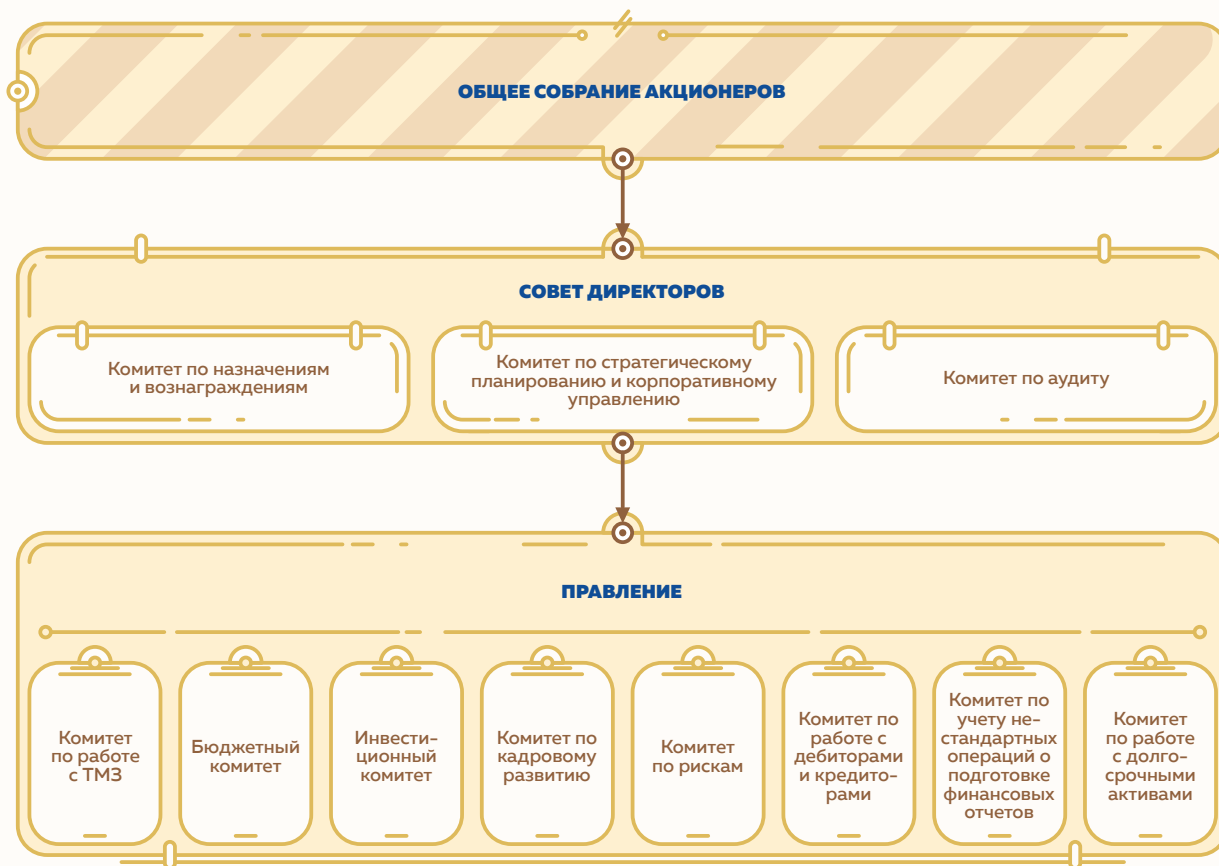 ОБЩЕЕ СОБРАНИЕ АКЦИОНЕРОВ
СОВЕТ ДИРЕКТОРОВ
Комитет по назначениям
и вознаграждениям
Комитет по стратегическому
планированию и корпоративному
управлению
Комитет по аудиту
ПРАВЛЕНИЕ
Комитет
по работе
с ТМЗ
Бюджетный
комитет
Инвести-
ционный
комитет
Комитет по
кадровому
развитию
Комитет
по рискам
Комитет по
работе с
дебиторами
и кредито-
рами
Комитет по
учету не-
стандартных
операций о
подготовке
финансовых
отчетов
Комитет
по работе
с долго-
срочными
активами